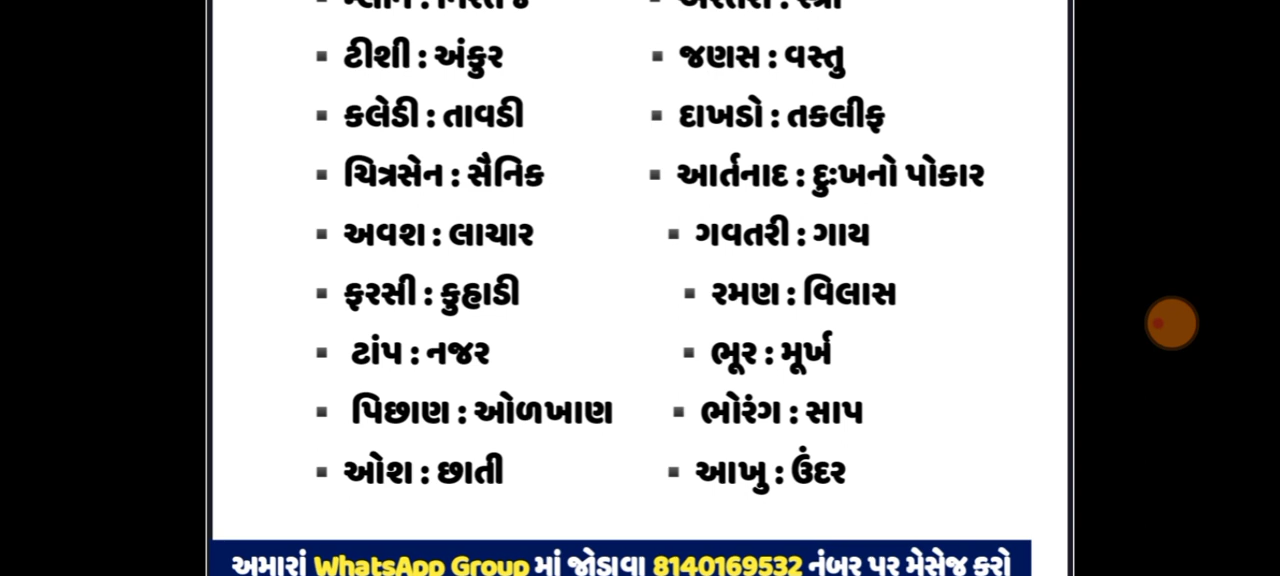 ▪ ટીશી : અંકુર ▪ જણસ : વસ્તુ
▪ કલેઠી : તાવડી ▪ દાખડો : તકલીફ
▪ ચિત્રસેન : સૈનિક ▪ આર્તનાદ : દુઃખનો પોકાર
▪ અવશ : લાચાર ▪ ગવતરી : ગાય
▪ ફરસી : કુહાડી ▪ રમણ : વિલાસ
▪ ટાંપ : નજર ▪ ભૂર : મૂર્ખ
▪ પિછાણ : ઓળખાણ ▪ ભોરંગ : સાપ
▪ ઓશ : છાતી ▪ આખુ : ઉંદર
અમારાં WhatsApp Group માં જોડાવા 8140169532 નંબર પર મેસેજ કરો